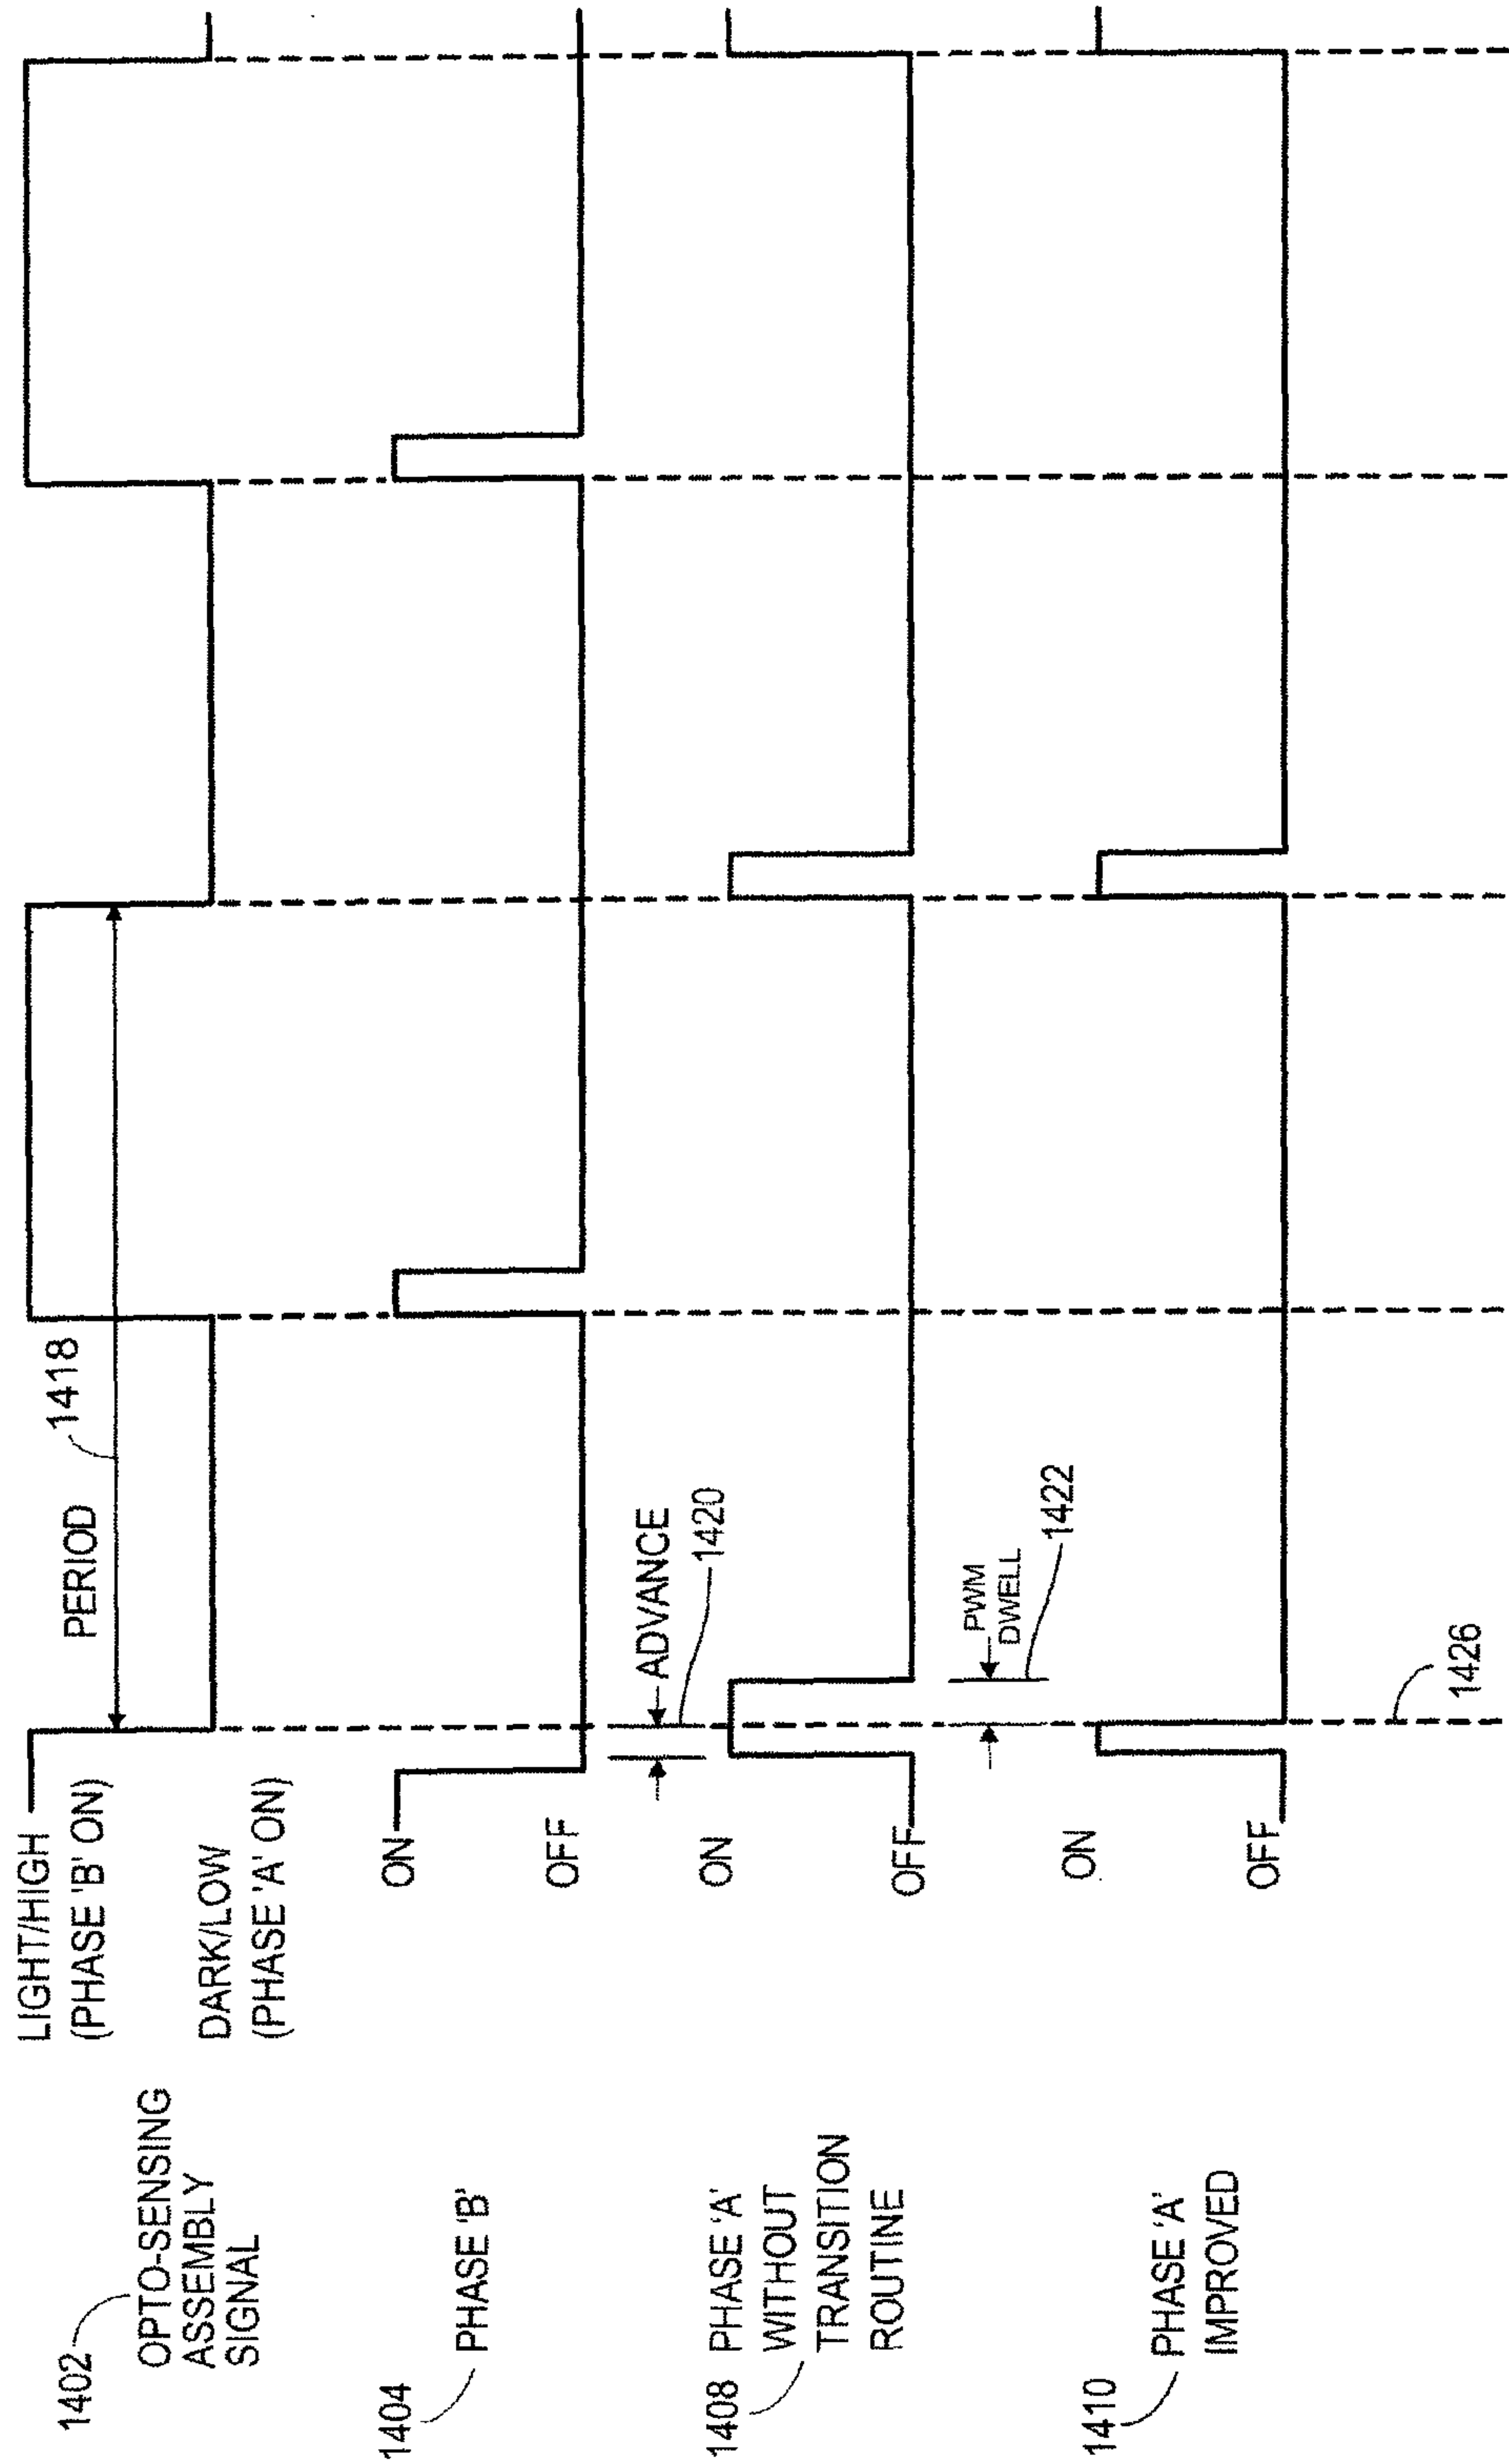 1402
OPTO-SENSING
ASSEMBLY
SIGNAL
LIGHT/HIGH
(PHASE 'B' ON)
DARK/LOW
(PHASE 'A' ON)
PERIOD
1418
1404
PHASE 'B'
ON
OFF
ADVANCE
1420
1408
PHASE 'A'
WITHOUT
TRANSITION
ROUTINE
ON
OFF
PWM
DWELL
1422
1410
PHASE 'A'
IMPROVED
ON
OFF
1426